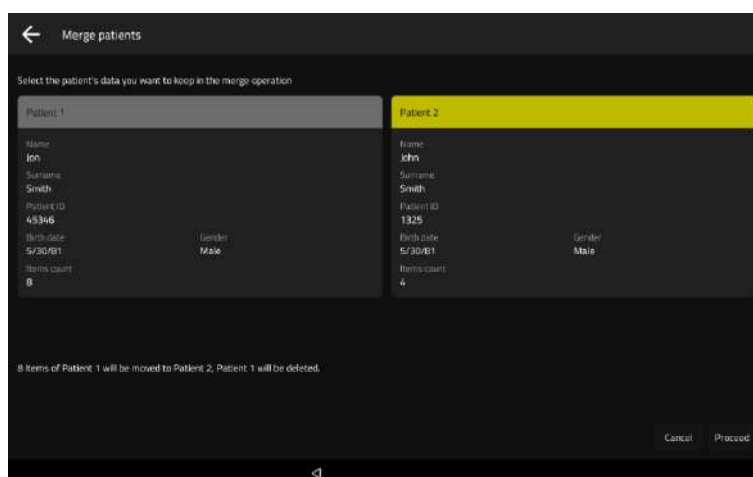 Merge patients
Select the patient's data you want to keep in the merge operation
Patient 1
Name
Jon
Surname
Smith
Patient ID
45346
Birth date
5/30/81
Gender
Male
Items count
8
Patient 2
Name
John
Surname
Smith
Patient ID
1325
Birth date
5/30/81
Gender
Male
Items count
4
8 items of Patient 1 will be moved to Patient 2, Patient 1 will be deleted.
Cancel
Proceed